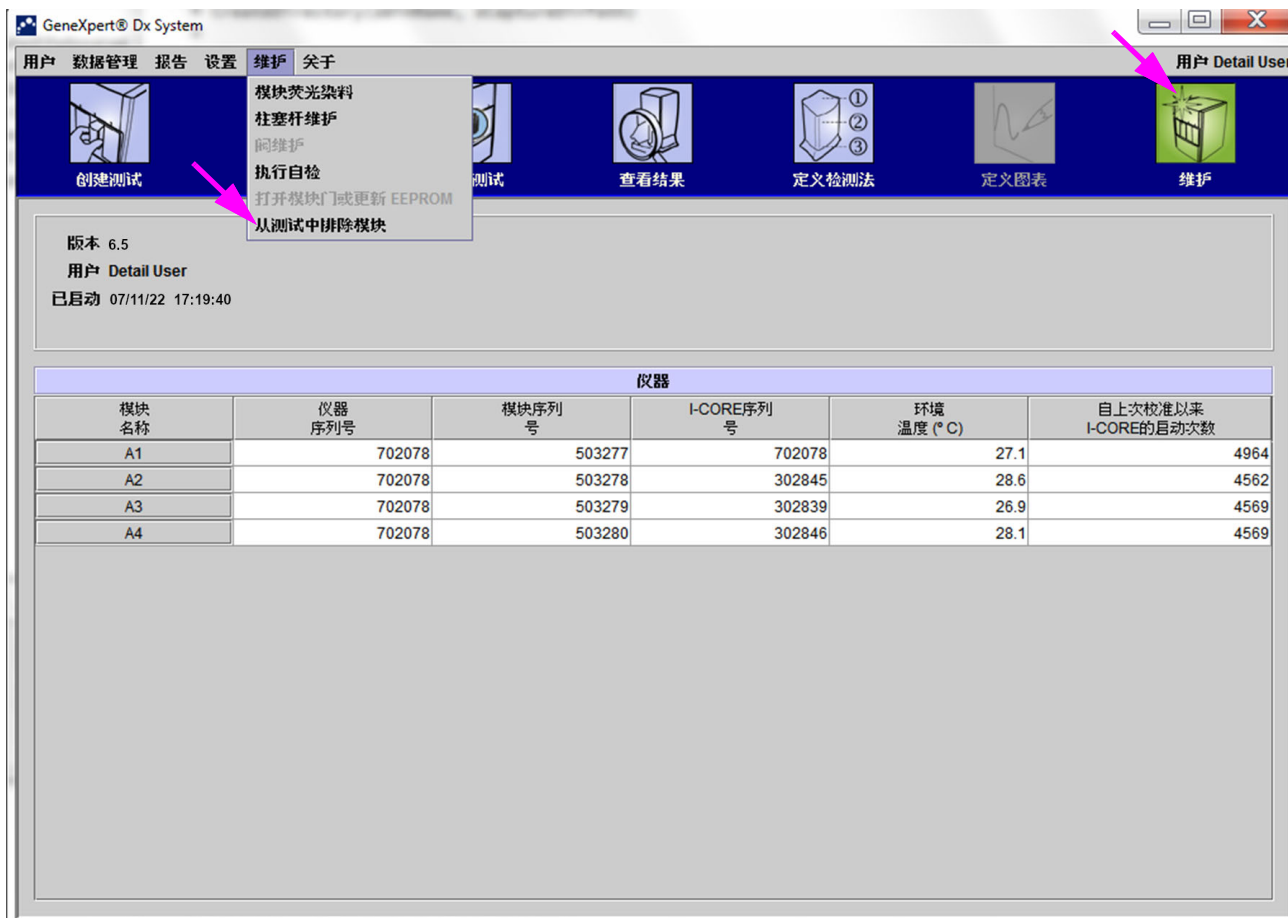 GeneXpert® Dx System
用户 数据管理 报告 设置 维护 关于
用户 Detail User
模块荧光染料
柱塞杆维护
阀维护
执行自检
打开模块门或更新 EEPROM
从测试中排除模块
创建测试
测试
查看结果
定义检测法
定义图表
维护
版本 6.5
用户 Detail User
已启动 07/11/22 17:19:40
仪器
模块
名称
仪器
序列号
模块序列
号
I-CORE序列
号
环境
温度 (° C)
自上次校准以来
I-CORE的启动次数
A1 702078 503277 702078 27.1 4964
A2 702078 503278 302845 28.6 4562
A3 702078 503279 302839 26.9 4569
A4 702078 503280 302846 28.1 4569